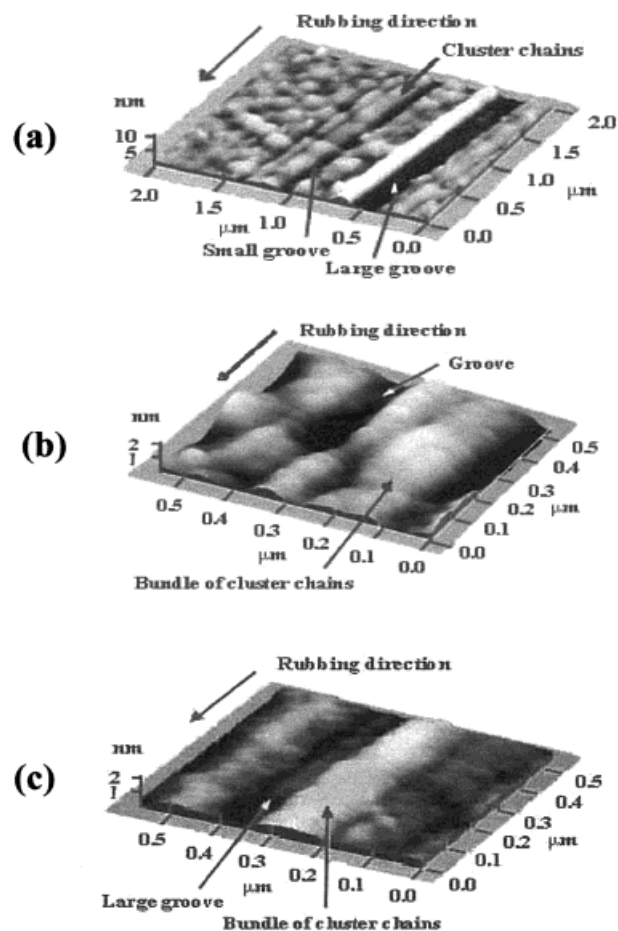 Rubbing direction
Cluster chains
nm
(a)
10
5
2.0
1.5
1.0
0.5
0.0
μm
2.0
1.5
1.0
0.5
0.0
μm
Small groove
Large groove
Rubbing direction
Groove
nm
(b)
2
1
0.5
0.4
0.3
0.2
0.1
0.0
μm
0.5
0.4
0.3
0.2
0.1
0.0
μm
Bundle of cluster chains
Rubbing direction
nm
(c)
2
1
0.5
0.4
0.3
0.2
0.1
0.0
μm
0.5
0.4
0.3
0.2
0.1
0.0
μm
Large groove
Bundle of cluster chains